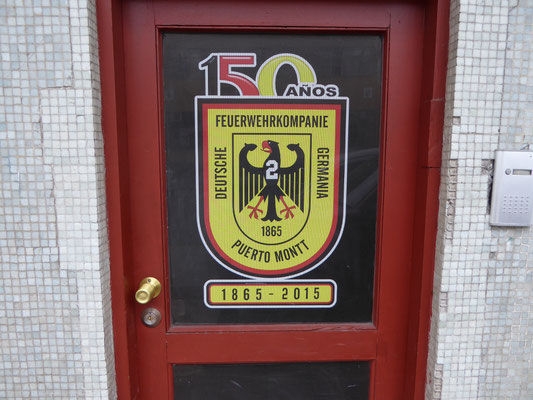 150
AÑOS
FEUERWEHRKOMPANIE
DEUTSCHE
GERMANIA
2
1865
PUERTO MONTT
1865 - 2015